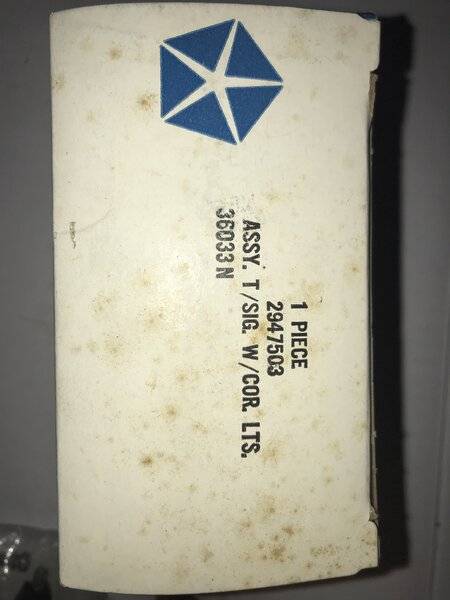 1 PIECE
2947503
ASSY. T/SIG. W/COR. LTS.
36033 N